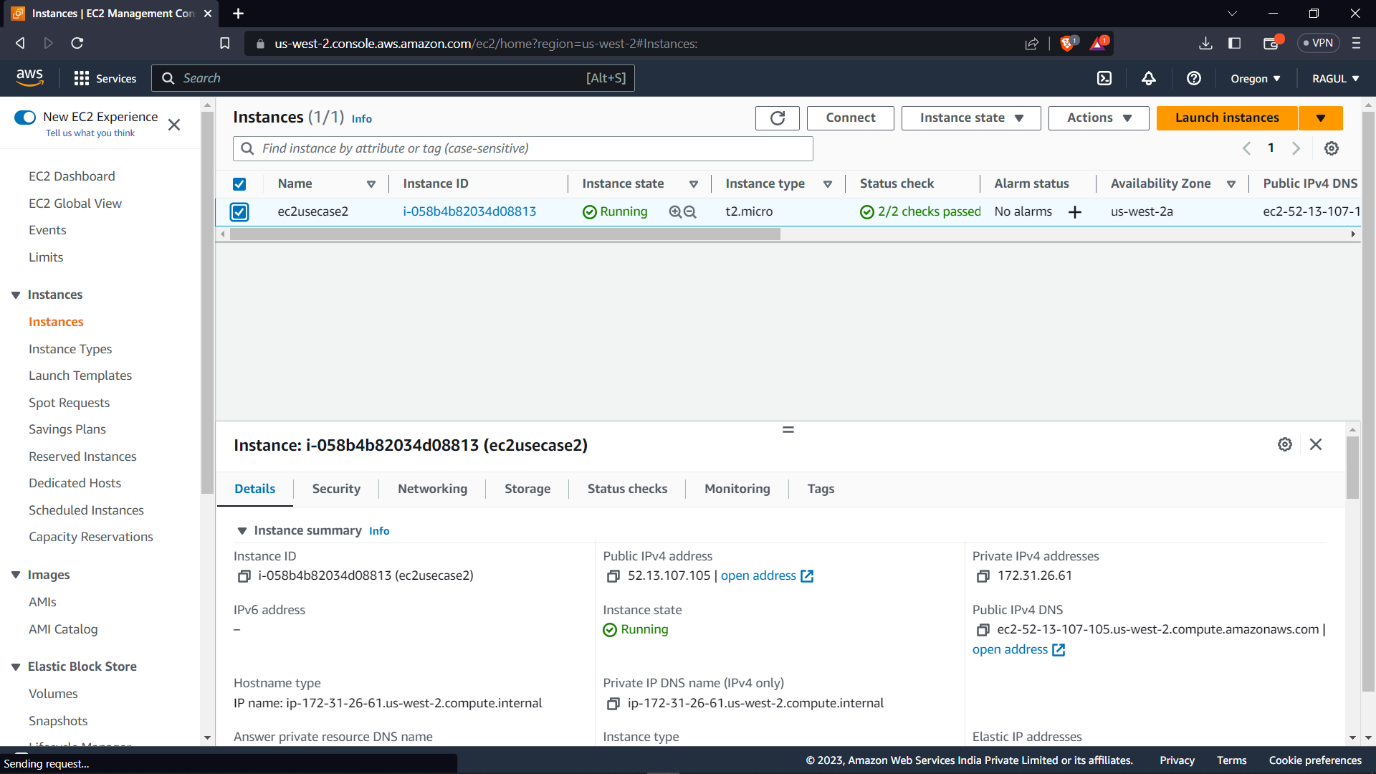 Instances | EC2 Management Con
us-west-2.console.aws.amazon.com/ec2/home?region=us-west-2#Instances:
1
1
VPN
aws
Services
Search
[Alt+S]
Oregon
RAGUL
New EC2 Experience
Tell us what you think
EC2 Dashboard
EC2 Global View
Events
Limits
Instances
Instances
Instance Types
Launch Templates
Spot Requests
Savings Plans
Reserved Instances
Dedicated Hosts
Scheduled Instances
Capacity Reservations
Images
AMIs
AMI Catalog
Elastic Block Store
Volumes
Snapshots
Lifecycle Manager
Instances (1/1) Info
Connect
Instance state
Actions
Launch instances
Find instance by attribute or tag (case-sensitive)
1
Name Instance ID Instance state Instance type Status check Alarm status Availability Zone Public IPv4 DNS
ec2usecase2 i-058b4b82034d08813 Running t2.micro 2/2 checks passed No alarms us-west-2a ec2-52-13-107-1
Instance: i-058b4b82034d08813 (ec2usecase2)
Details Security Networking Storage Status checks Monitoring Tags
Instance summary Info
Instance ID
i-058b4b82034d08813 (ec2usecase2)
Public IPv4 address
52.13.107.105 | open address
Private IPv4 addresses
172.31.26.61
IPv6 address
–
Instance state
Running
Public IPv4 DNS
ec2-52-13-107-105.us-west-2.compute.amazonaws.com |
open address
Hostname type
IP name: ip-172-31-26-61.us-west-2.compute.internal
Private IP DNS name (IPv4 only)
ip-172-31-26-61.us-west-2.compute.internal
Answer private resource DNS name
Instance type
Elastic IP addresses
Sending request...
© 2023, Amazon Web Services India Private Limited or its affiliates.
Privacy
Terms
Cookie preferences